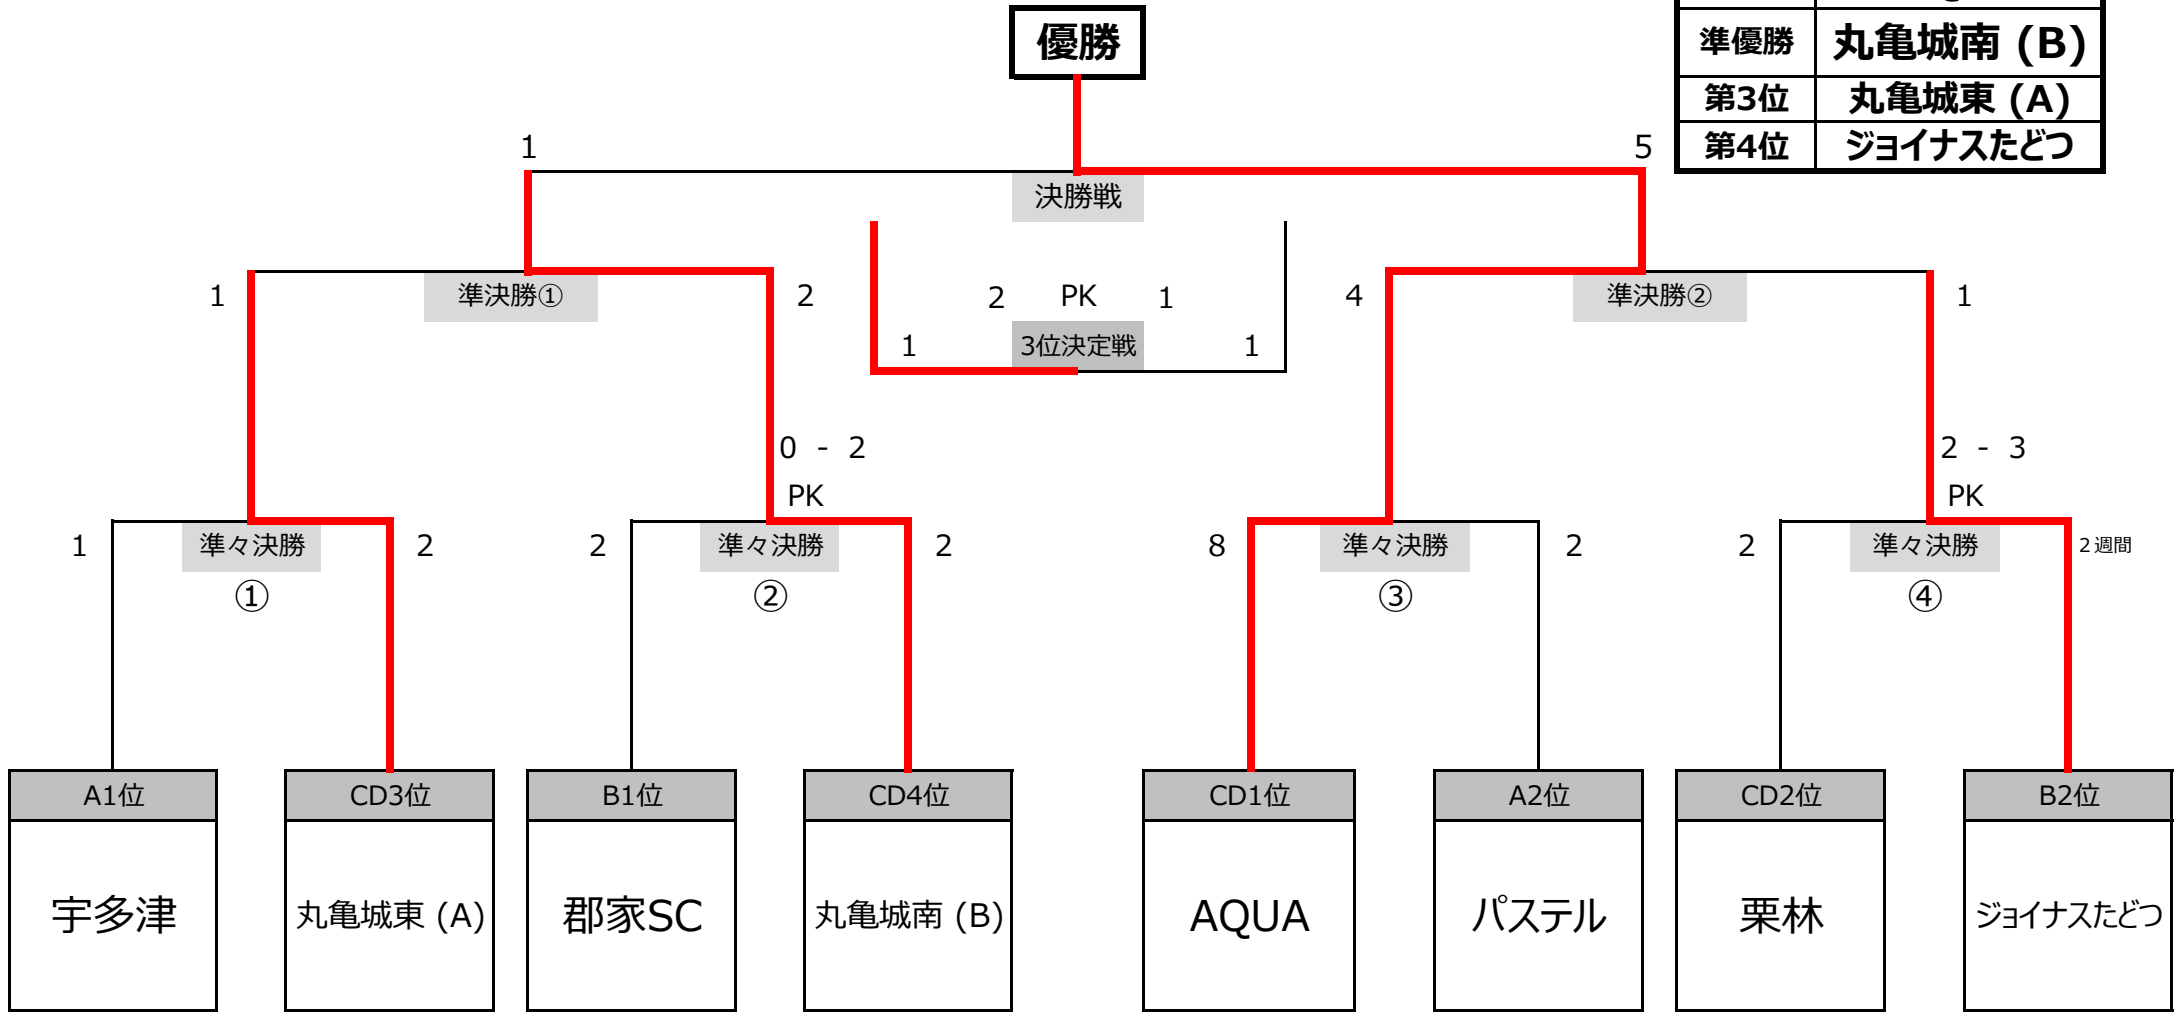 優勝
準優勝 丸亀城南 (B)
第3位 丸亀城東 (A)
第4位 ジョイナスたどつ
1 5
決勝戦
1 準決勝① 2 2 PK 1 4 準決勝② 1
1 3位決定戦 1
0 - 2 2 - 3
PK PK
1 準々決勝 2 2 準々決勝 2 8 準々決勝 2 2 準々決勝 2週間
① ② ③ ④
A1位 CD3位 B1位 CD4位 CD1位 A2位 CD2位 B2位
宇多津 丸亀城東 (A) 郡家SC 丸亀城南 (B) AQUA パステル 栗林 ジョイナスたどつ